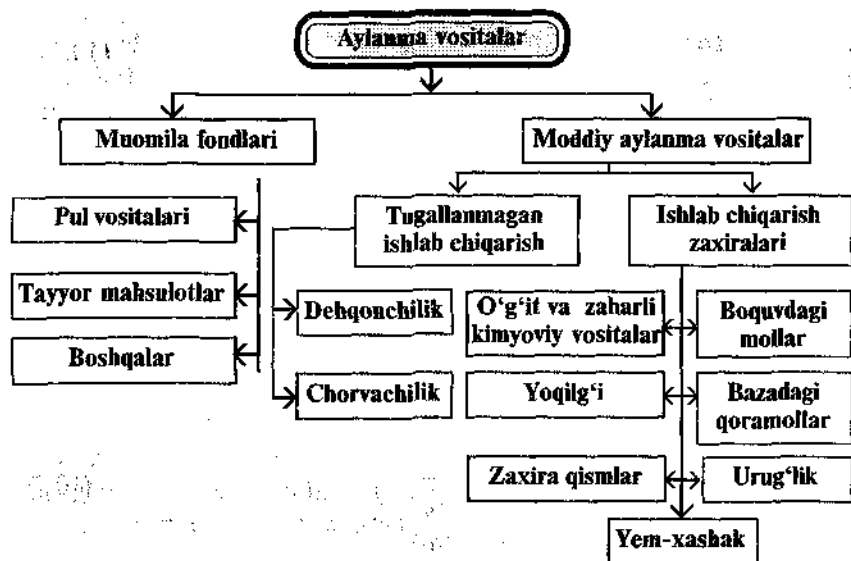 Aylanma vositalar
Muomila fondlari
Moddiy aylanma vositalar
Pul vositalari
Tayyor mahsulotlar
Boshqalar
Tugallanmagan
ishlab chiqarish
Dehqonchilik
Chorvachilik
Ishlab chiqarish
zaxiralari
O‘g‘it va zaharli
kimyoviy vositalar
Boquvdagi
mollar
Yoqilg‘i
Bazadagi
qoramollar
Zaxira qismlar
Urug‘lik
Yem-xashak